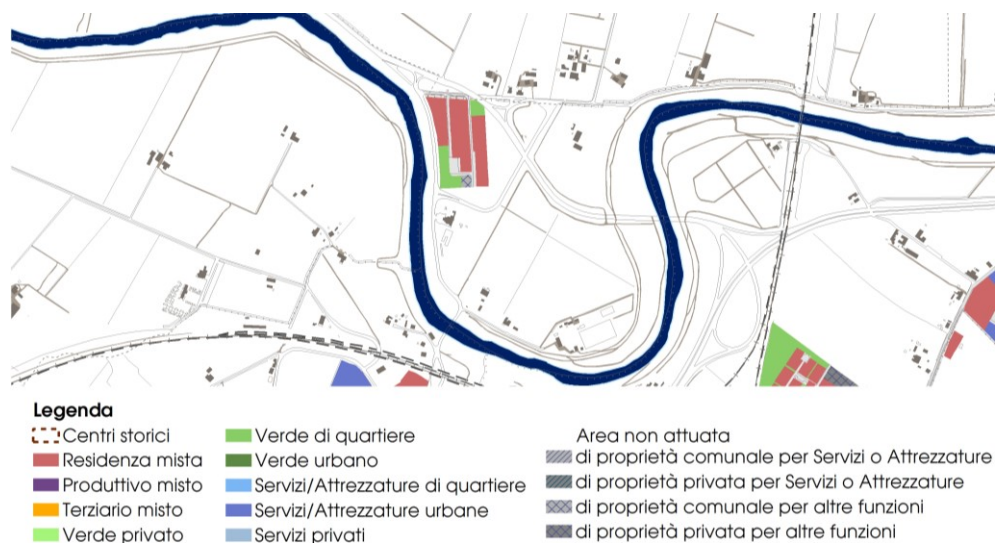 Legenda
Centri storici
Residenza mista
Produttivo misto
Terziario misto
Verde privato
Verde di quartiere
Verde urbano
Servizi/Attrezzature di quartiere
Servizi/Attrezzature urbane
Servizi privati
Area non attuata
di proprietà comunale per Servizi o Attrezzature
di proprietà privata per Servizi o Attrezzature
di proprietà comunale per altre funzioni
di proprietà privata per altre funzioni